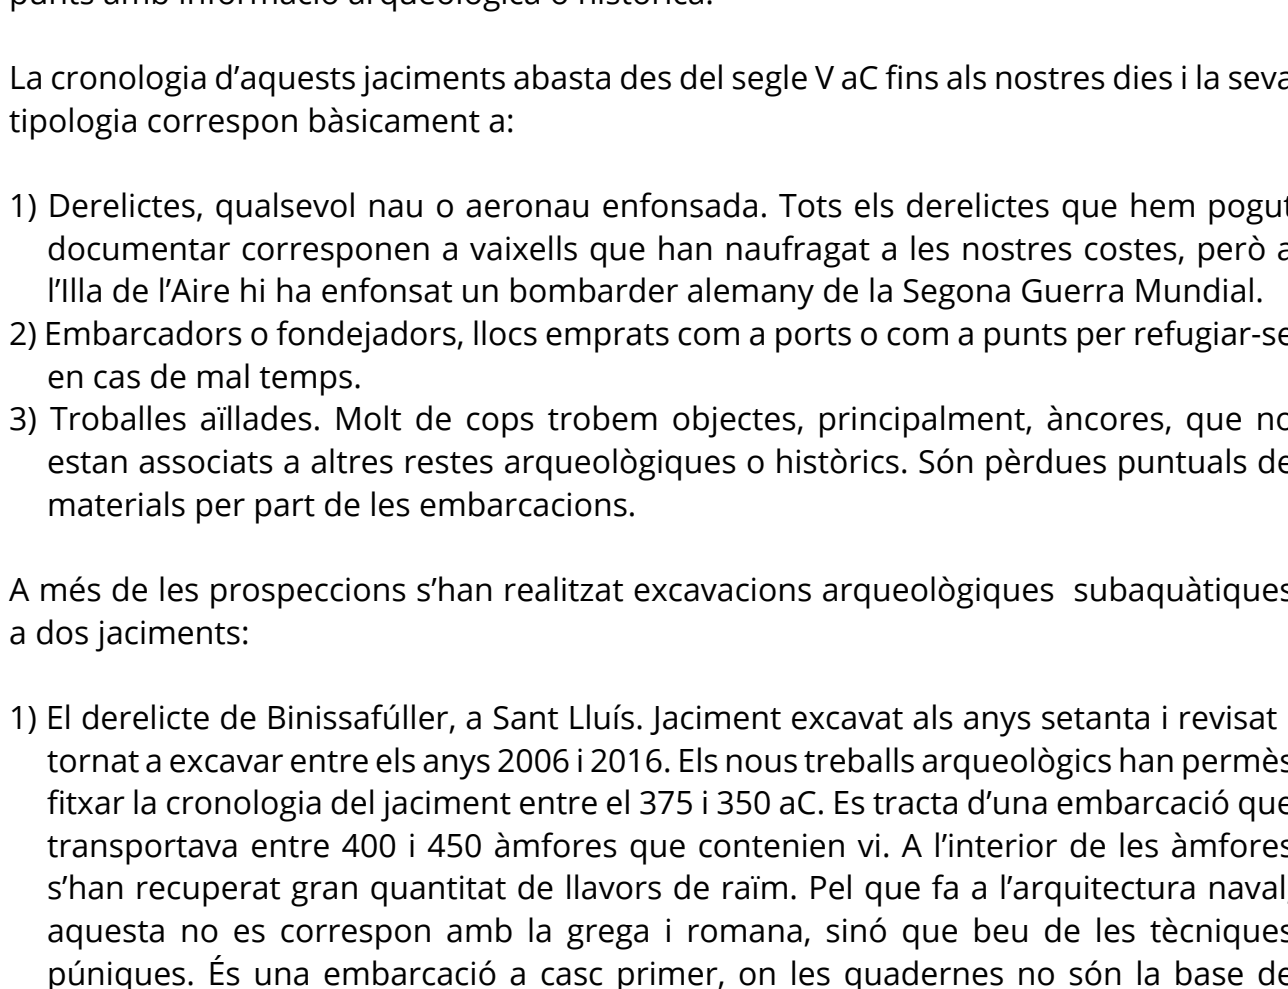 punts amb informació arqueològica o històrica.
La cronologia d’aquests jaciments abasta des del segle V aC fins als nostres dies i la seva
tipologia correspon bàsicament a:
1) Derelictes, qualsevol nau o aeronau enfonsada. Tots els derelictes que hem pogut
documentar corresponen a vaixells que han naufragat a les nostres costes, però a
l’Illa de l’Aire hi ha enfonsat un bombarder alemany de la Segona Guerra Mundial.
2) Embarcadors o fondejadors, llocs emprats com a ports o com a punts per refugiar-se
en cas de mal temps.
3) Troballes aïllades. Molt de cops trobem objectes, principalment, àncores, que no
estan associats a altres restes arqueològiques o històrics. Són pèrdues puntuals de
materials per part de les embarcacions.
A més de les prospeccions s’han realitzat excavacions arqueològiques  subaquàtiques
a dos jaciments:
1) El derelicte de Binissafúller, a Sant Lluís. Jaciment excavat als anys setanta i revisat
tornat a excavar entre els anys 2006 i 2016. Els nous treballs arqueològics han permès
fitxar la cronologia del jaciment entre el 375 i 350 aC. Es tracta d’una embarcació que
transportava entre 400 i 450 àmfores que contenien vi. A l’interior de les àmfores
s’han recuperat gran quantitat de llavors de raïm. Pel que fa a l’arquitectura naval,
aquesta no es correspon amb la grega i romana, sinó que beu de les tècniques
púniques. És una embarcació a casc primer, on les quadernes no són la base de